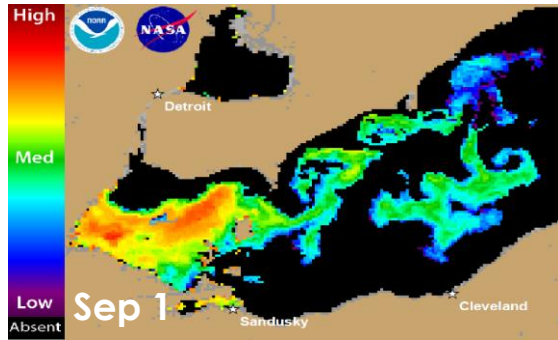 High
noaa
NASA
Detroit
Med
Low
Absent
Sep 1
Sandusky
Cleveland